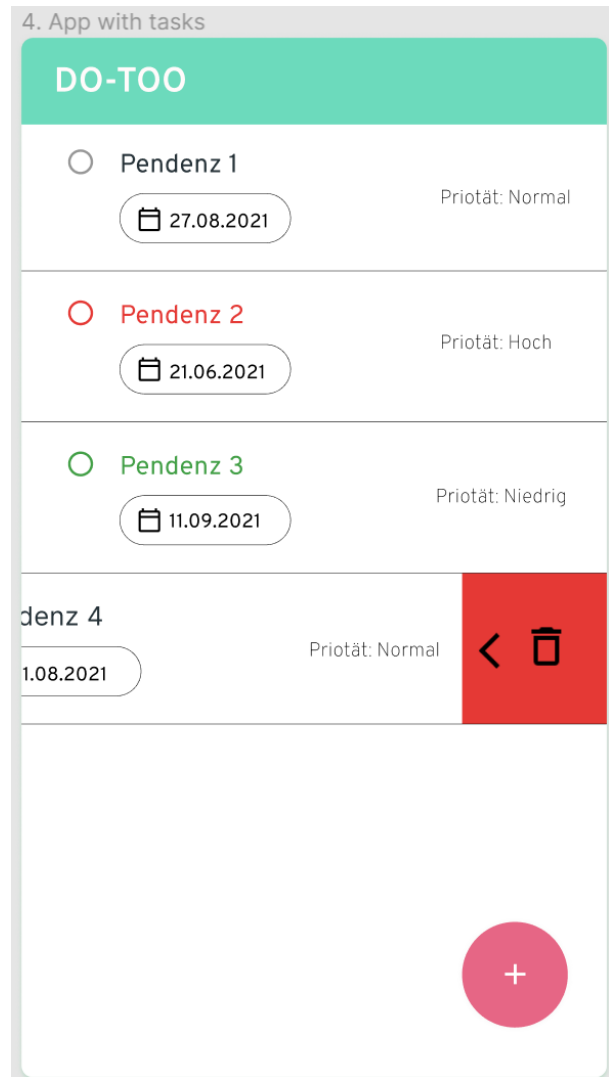 4. App with tasks
DO-TOO
Pendenz 1
27.08.2021
Priotät: Normal
Pendenz 2
21.06.2021
Priotät: Hoch
Pendenz 3
11.09.2021
Priotät: Niedrig
denz 4
1.08.2021
Priotät: Normal
+